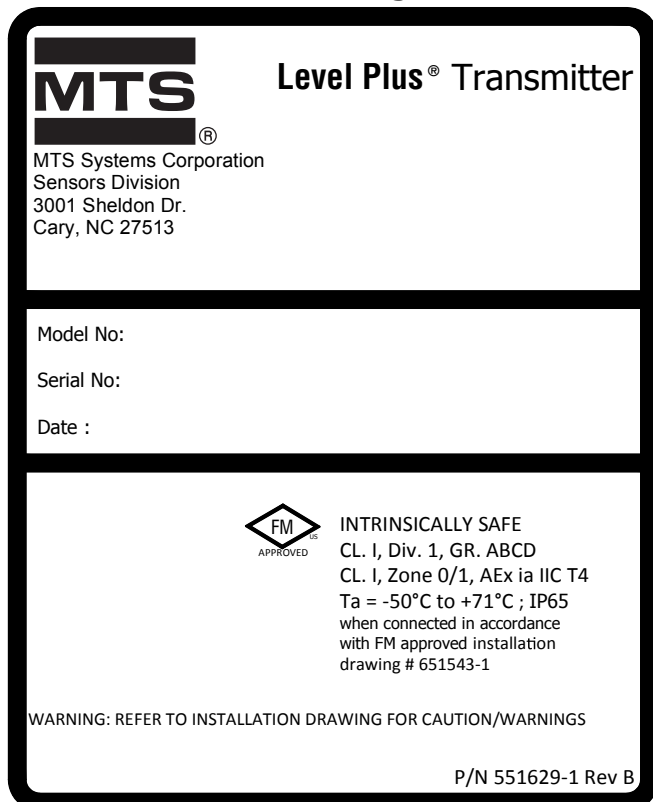 MTS
Level Plus® Transmitter
®
MTS Systems Corporation
Sensors Division
3001 Sheldon Dr.
Cary, NC 27513
Model No:
Serial No:
Date :
FM
US
APPROVED
INTRINSICALLY SAFE
CL. I, Div. 1, GR. ABCD
CL. I, Zone 0/1, AEx ia IIC T4
Ta = -50°C to +71°C ; IP65
when connected in accordance
with FM approved installation
drawing # 651543-1
WARNING: REFER TO INSTALLATION DRAWING FOR CAUTION/WARNINGS
P/N 551629-1 Rev B